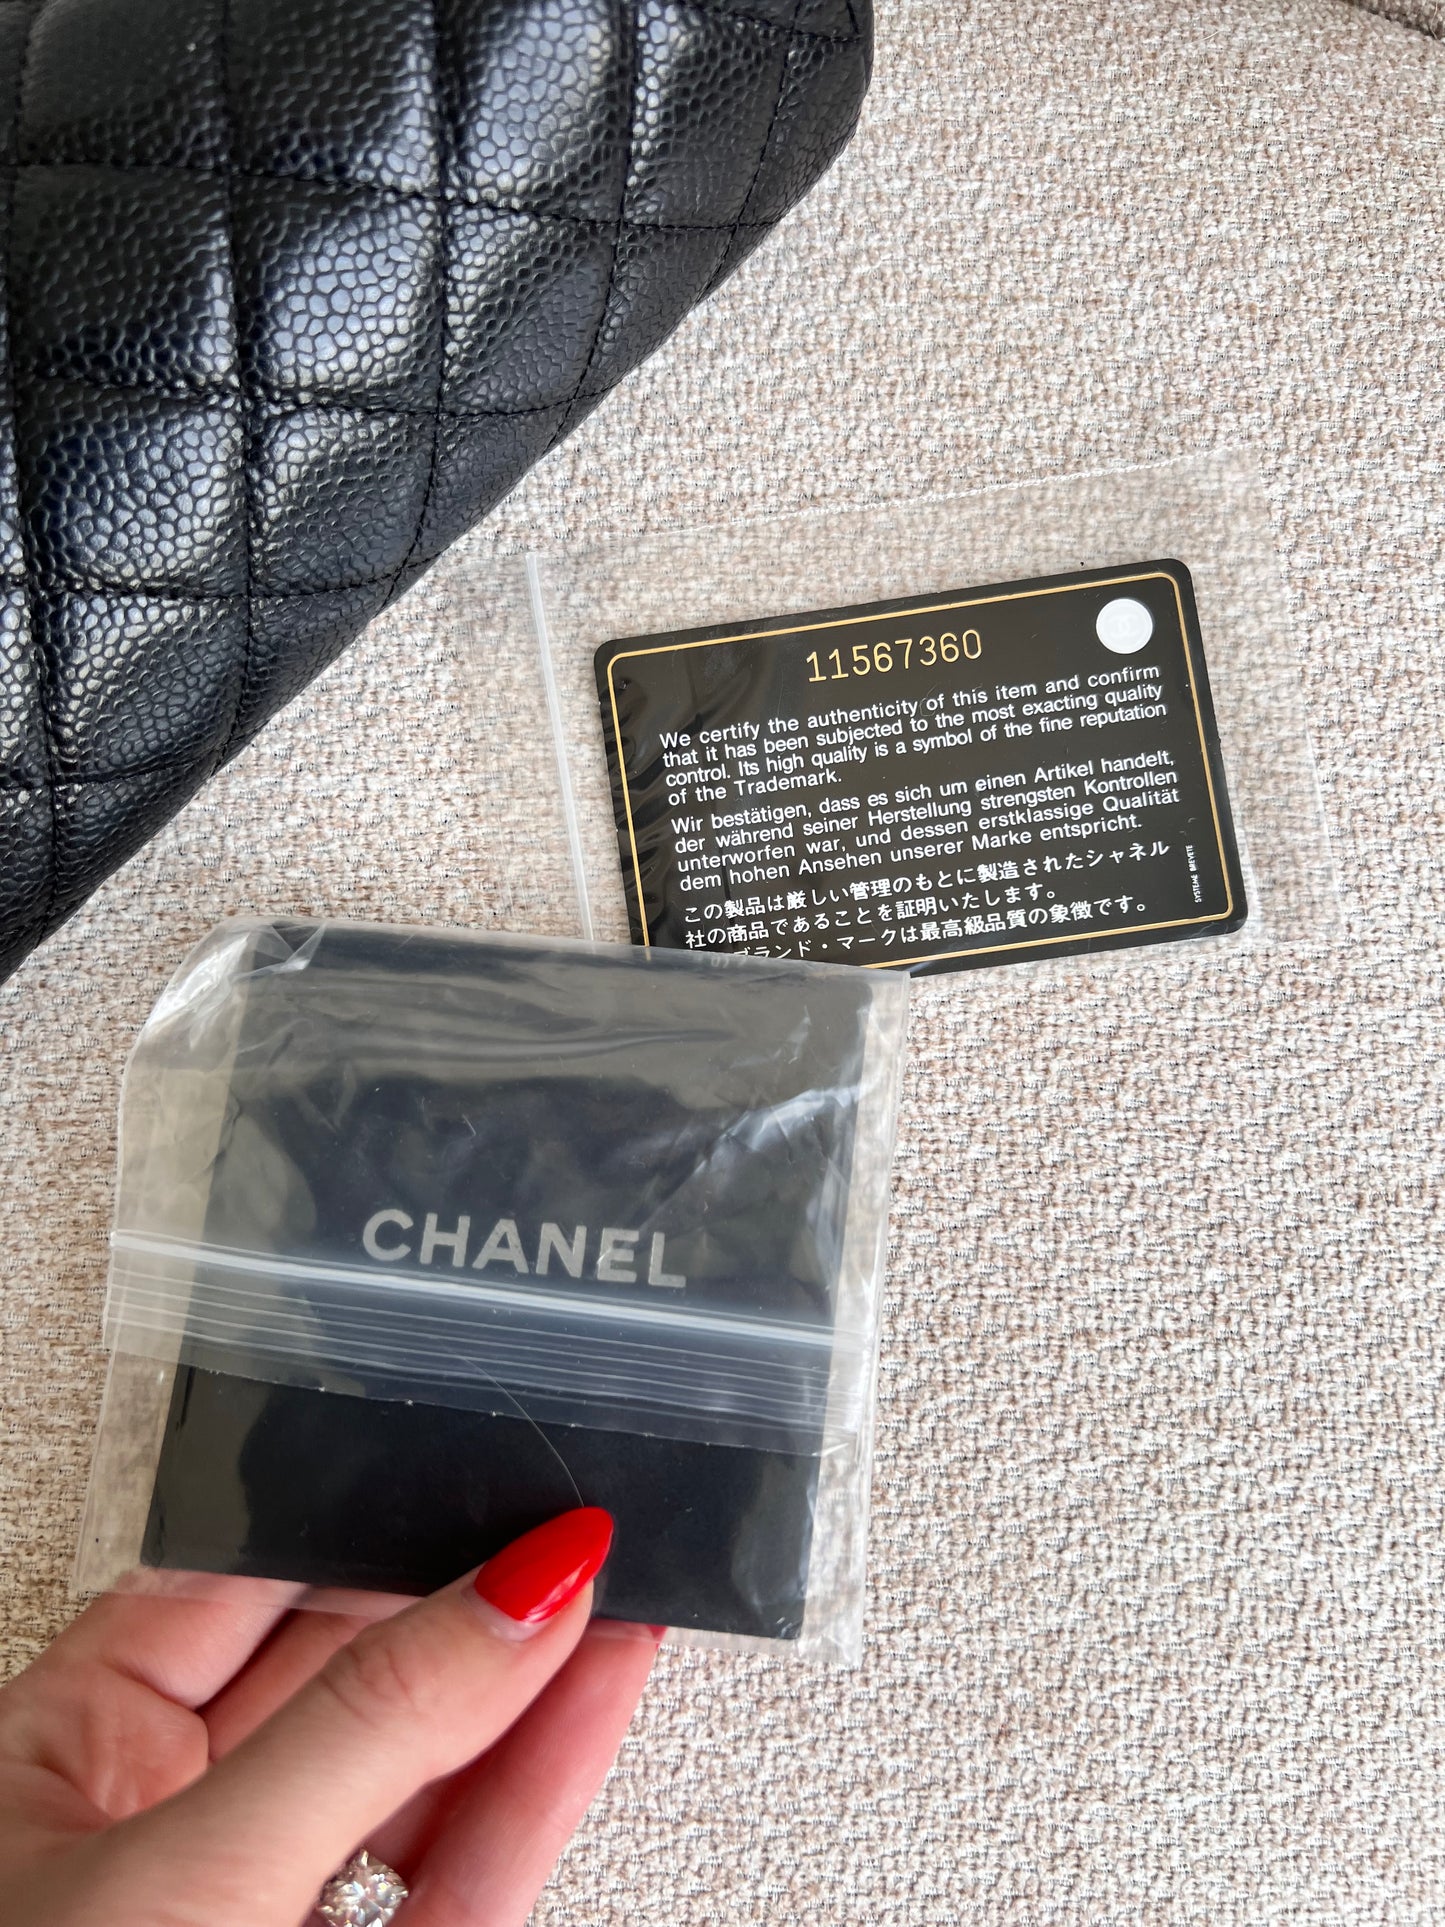 11567360
We certify the authenticity of this item and confirm
that it has been subjected to the most exacting quality
control. Its high quality is a symbol of the fine reputation
of the Trademark.
Wir bestätigen, dass es sich um einen Artikel handelt,
der während seiner Herstellung strengsten Kontrollen
unterworfen war, und dessen erstklassige Qualität
dem hohen Ansehen unserer Marke entspricht.
この製品は厳しい管理のもとに製造されたシャネル
社の商品であることを証明いたします。
ブランド・マークは最高級品質の象徴です。
SYSTEME BREVETE
CHANEL